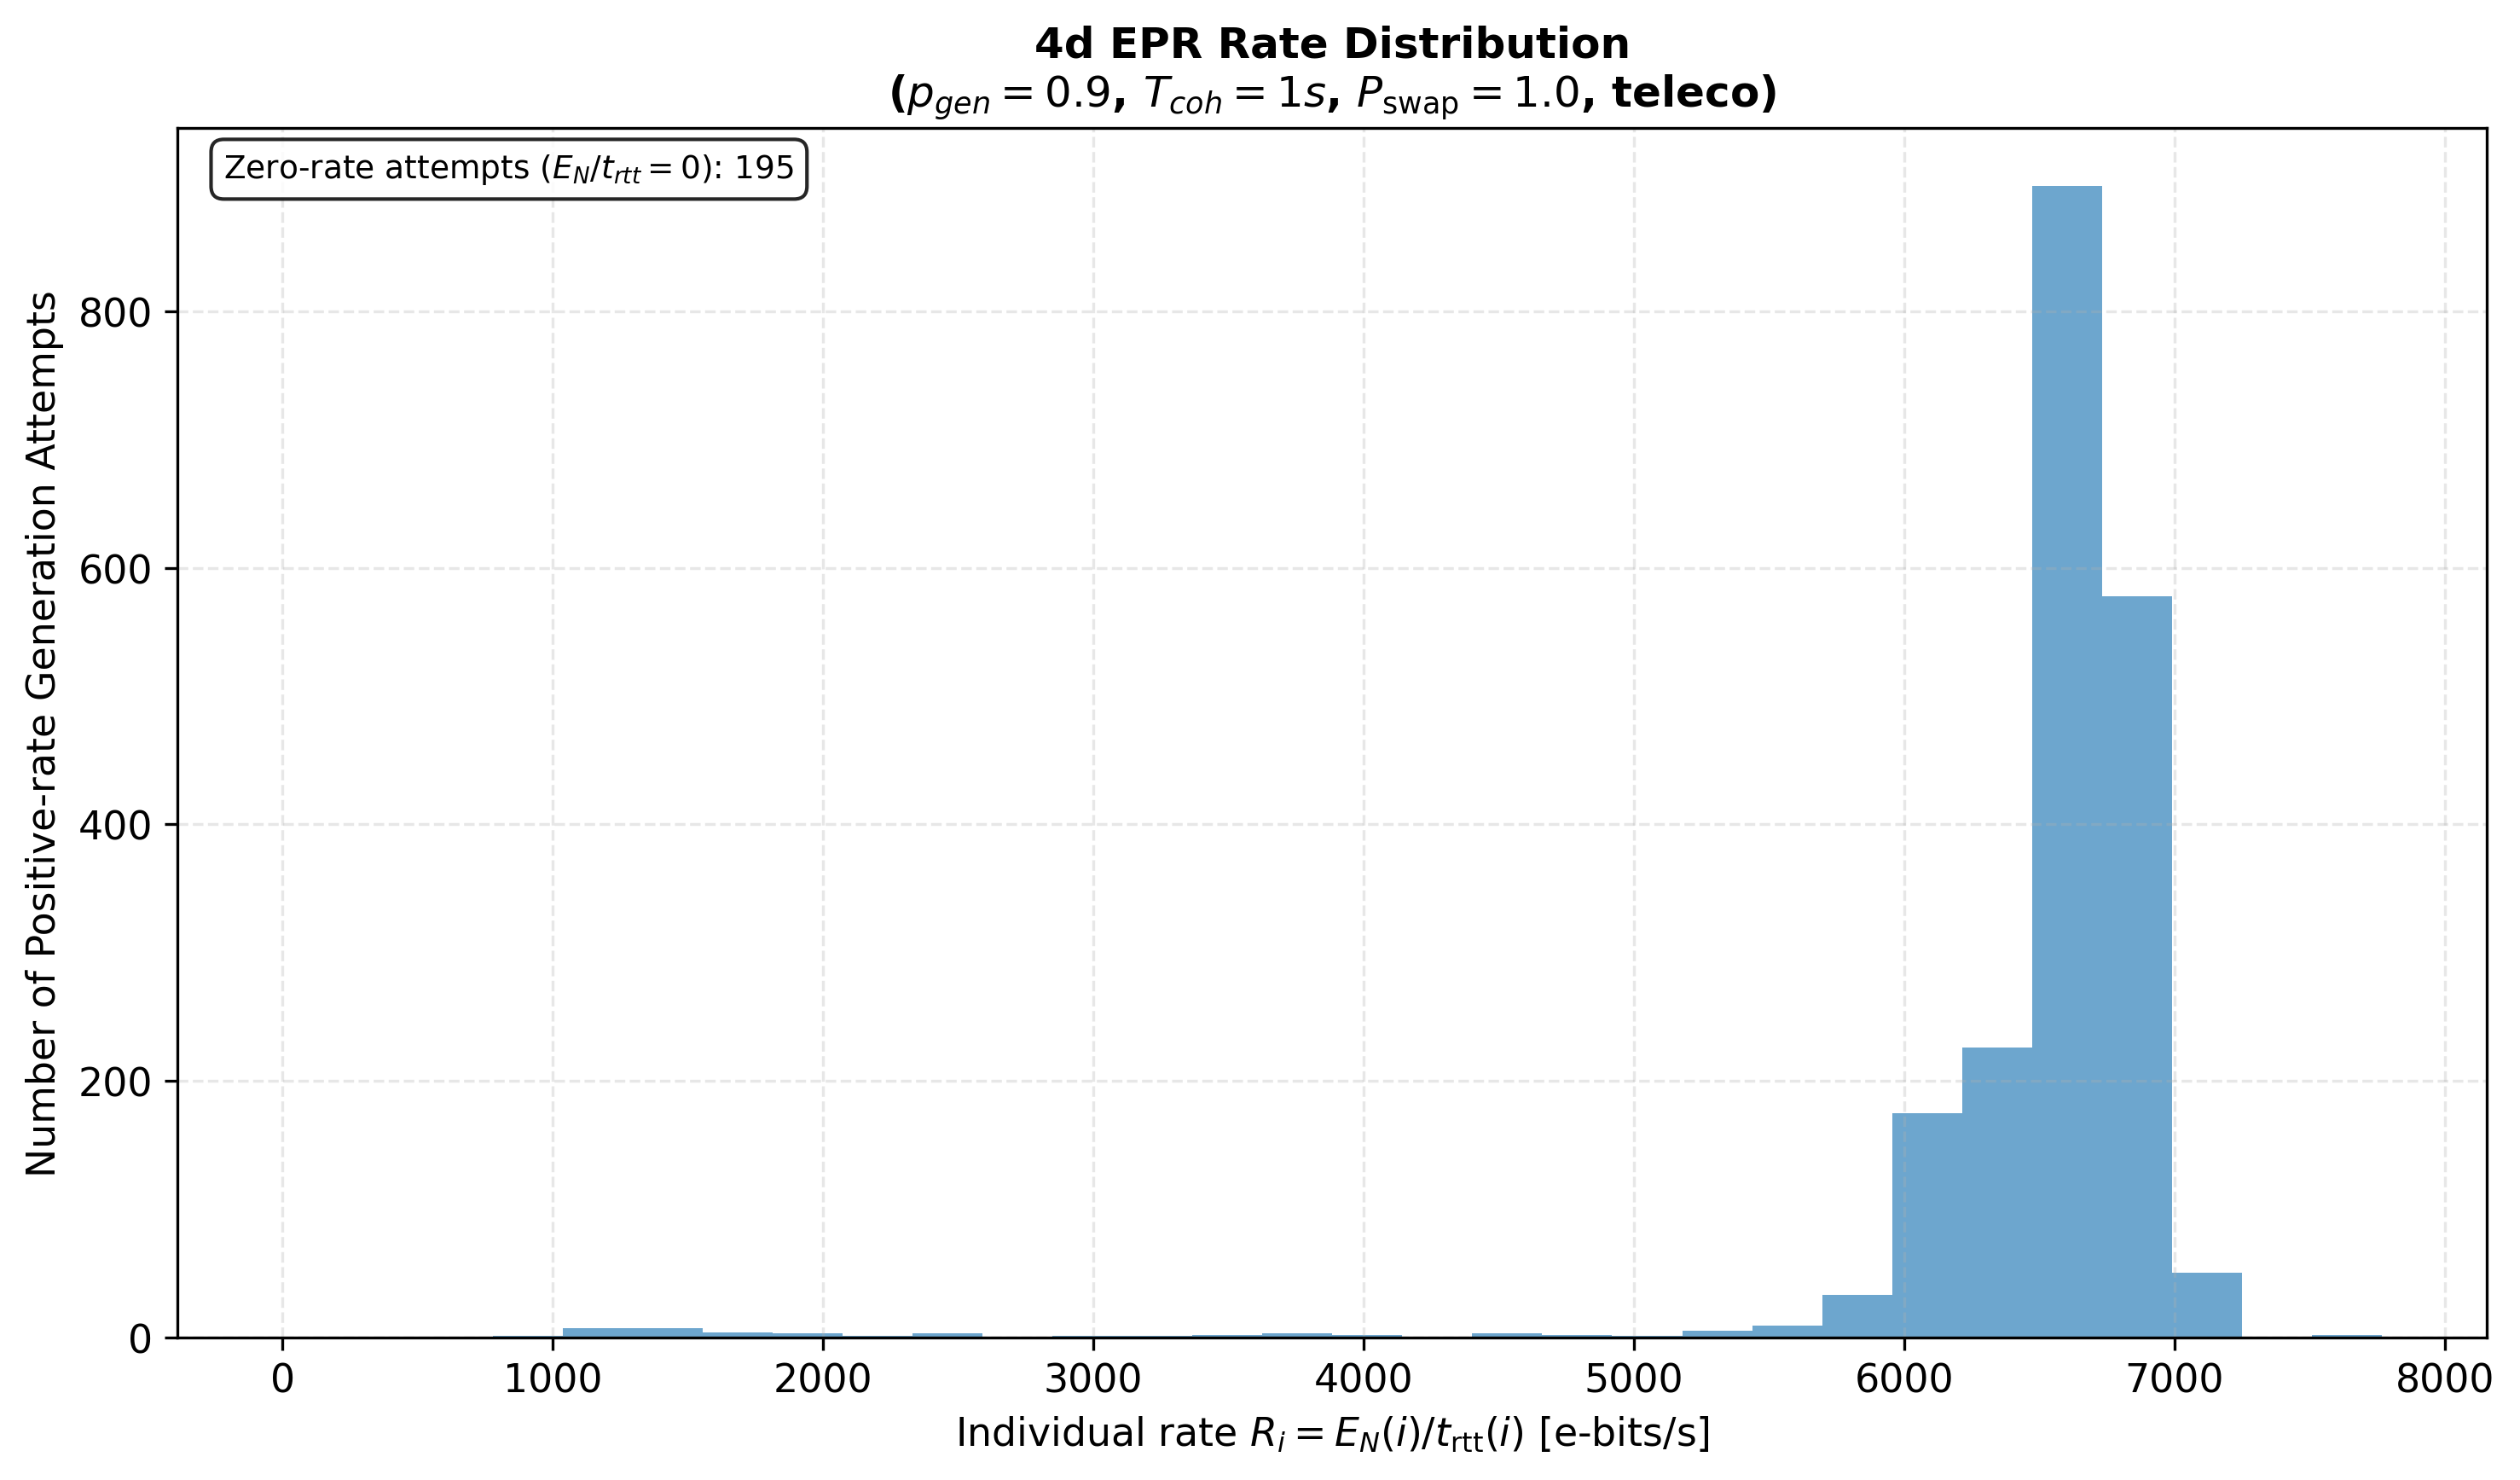 4d EPR Rate Distribution
(p_gen = 0.9, T_coh = 1s, P_swap = 1.0, teleco)
Zero-rate attempts (E_N/t_rtt = 0): 195
Number of Positive-rate Generation Attempts
800
600
400
200
0
0 1000 2000 3000 4000 5000 6000 7000 8000
Individual rate R_i = E_N(i)/t_rtt(i) [e-bits/s]